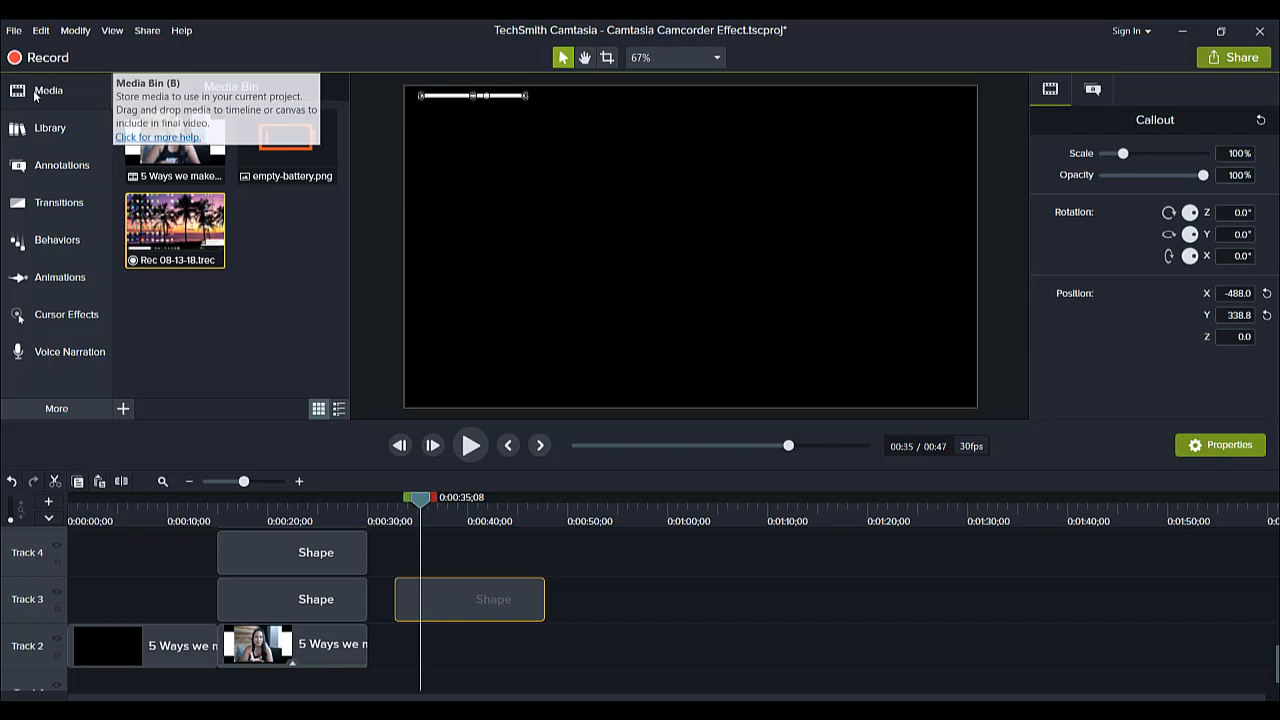 File Edit Modify View Share Help
TechSmith Camtasia - Camtasia Camcorder Effect.tscproj*
Sign In
Record
67%
Share
Media
Library
Annotations
Transitions
Behaviors
Animations
Cursor Effects
Voice Narration
More
Media Bin
Media Bin (B)
Store media to use in your current project.
Drag and drop media to timeline or canvas to
include in final video.
Click for more help.
5 Ways we make...
empty-battery.png
Rec 08-13-18.trec
Callout
Scale 100%
Opacity 100%
Rotation: Z 0.0°
Y 0.0°
X 0.0°
Position: X -488.0
Y 338.8
Z 0.0
00:35 / 00:47 30fps
Properties
0:00:35;08
0:00:00;00 0:00:10;00 0:00:20;00 0:00:30;00 0:00:40;00 0:00:50;00 0:01:00;00 0:01:10;00 0:01:20;00 0:01:30;00 0:01:40;00 0:01:50;00
Track 4 Shape
Track 3 Shape Shape
Track 2 5 Ways we m 5 Ways we m